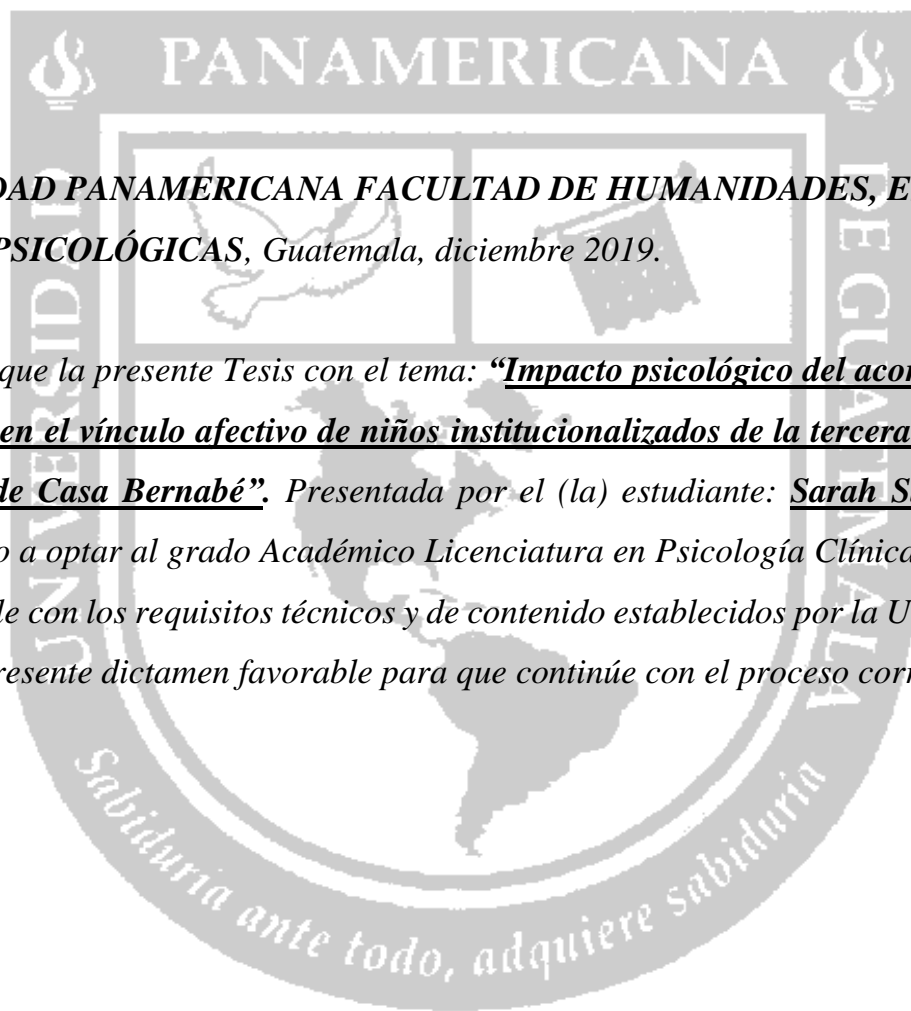 PANAMERICANA
UNIVERSIDAD
DE GUATEMALA
DAD PANAMERICANA FACULTAD DE HUMANIDADES, E
PSICOLÓGICAS, Guatemala, diciembre 2019.
que la presente Tesis con el tema: “Impacto psicológico del
en el vínculo afectivo de niños institucionalizados de la tercera
de Casa Bernabé”. Presentada por el (la) estudiante: Sarah
o a optar al grado Académico Licenciatura en Psicología Clínica
le con los requisitos técnicos y de contenido establecidos por la U
resente dictamen favorable para que continúe con el proceso
Sabiduría ante todo, adquiere sabiduría